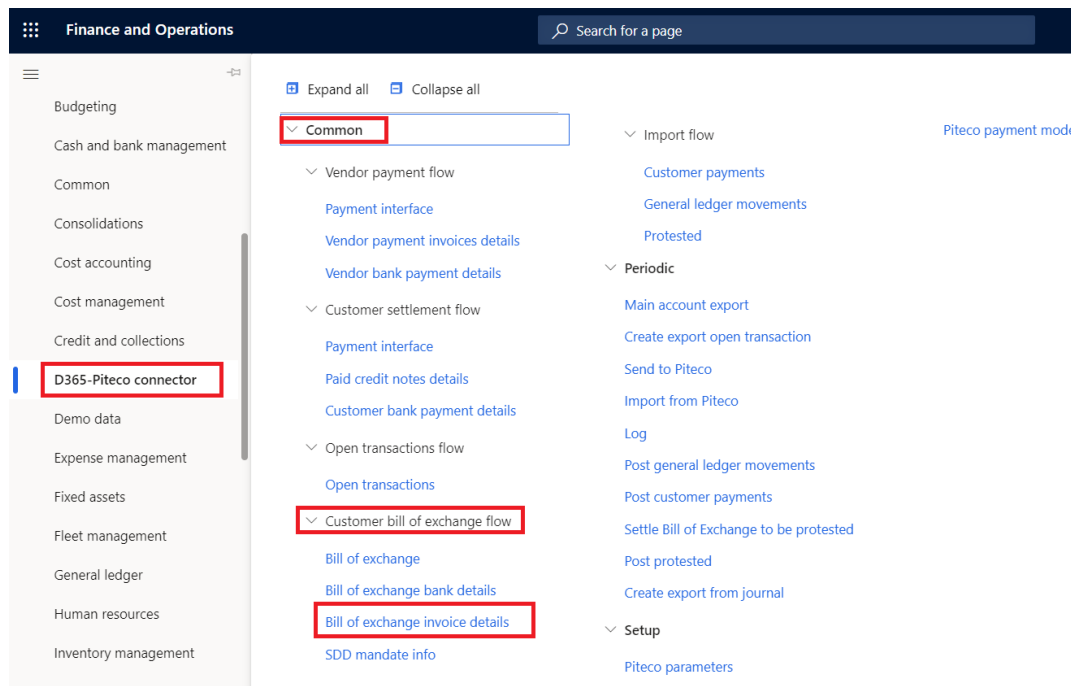 Finance and Operations
Search for a page
Budgeting
Cash and bank management
Common
Consolidations
Cost accounting
Cost management
Credit and collections
D365-Piteco connector
Demo data
Expense management
Fixed assets
Fleet management
General ledger
Human resources
Inventory management
Expand all
Collapse all
Common
Vendor payment flow
Payment interface
Vendor payment invoices details
Vendor bank payment details
Customer settlement flow
Payment interface
Paid credit notes details
Customer bank payment details
Open transactions flow
Open transactions
Customer bill of exchange flow
Bill of exchange
Bill of exchange bank details
Bill of exchange invoice details
SDD mandate info
Import flow
Customer payments
General ledger movements
Protested
Periodic
Main account export
Create export open transaction
Send to Piteco
Import from Piteco
Log
Post general ledger movements
Post customer payments
Settle Bill of Exchange to be protested
Post protested
Create export from journal
Setup
Piteco parameters
Piteco payment mode